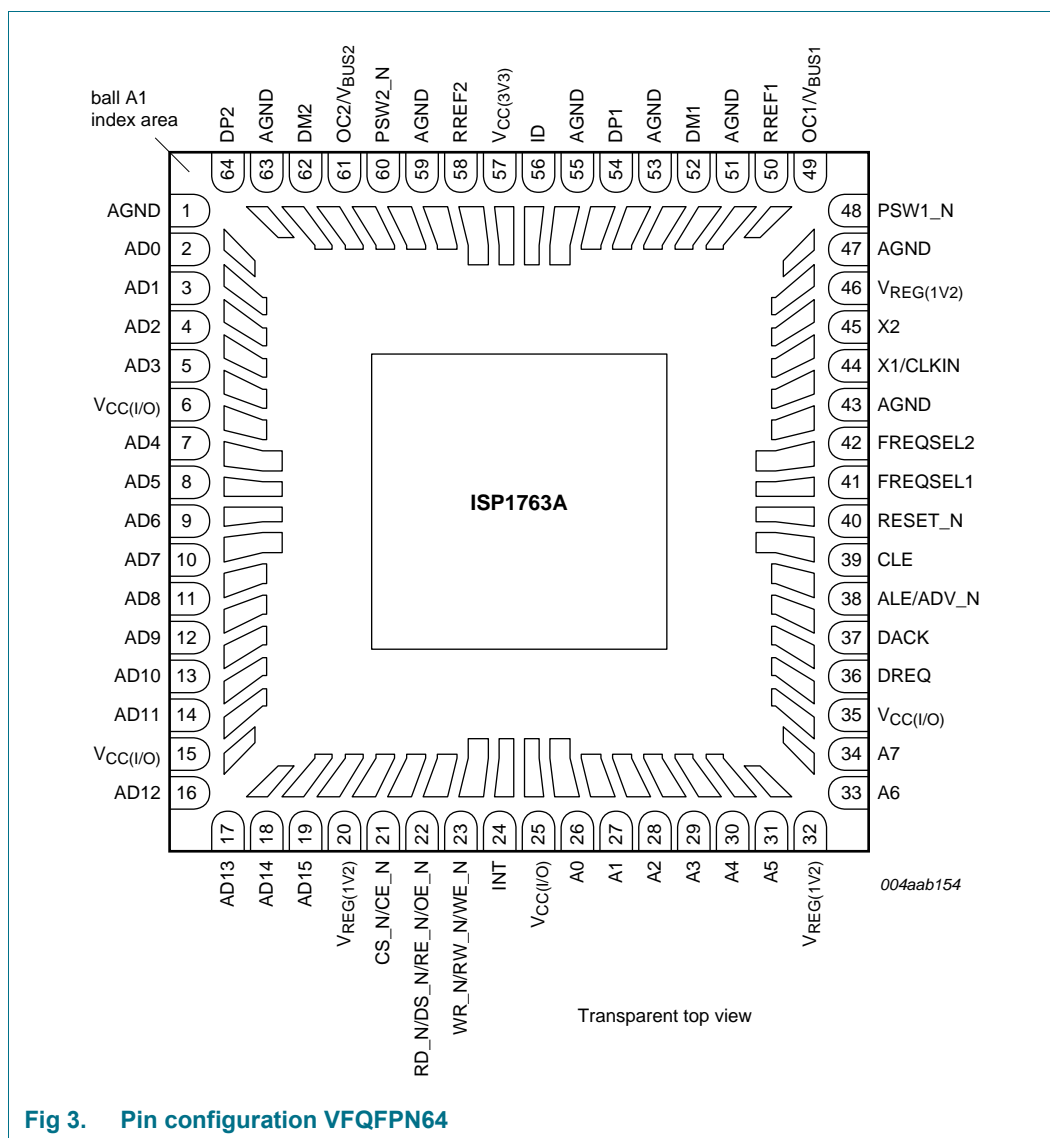 ball A1
index area
DP2
AGND
DM2
OC2/VBUS2
PSW2_N
AGND
RREF2
VCC(3V3)
ID
AGND
DP1
AGND
DM1
AGND
RREF1
OC1/VBUS1
64
63
62
61
60
59
58
57
56
55
54
53
52
51
50
49
AGND 1
AD0 2
AD1 3
AD2 4
AD3 5
VCC(I/O) 6
AD4 7
AD5 8
AD6 9
AD7 10
AD8 11
AD9 12
AD10 13
AD11 14
VCC(I/O) 15
AD12 16
ISP1763A
48 PSW1_N
47 AGND
46 VREG(1V2)
45 X2
44 X1/CLKIN
43 AGND
42 FREQSEL2
41 FREQSEL1
40 RESET_N
39 CLE
38 ALE/ADV_N
37 DACK
36 DREQ
35 VCC(I/O)
34 A7
33 A6
17
18
19
20
21
22
23
24
25
26
27
28
29
30
31
32
AD13
AD14
AD15
VREG(1V2)
CS_N/CE_N
RD_N/DS_N/RE_N/OE_N
WR_N/RW_N/WE_N
INT
VCC(I/O)
A0
A1
A2
A3
A4
A5
VREG(1V2)
004aab154
Transparent top view
Fig 3. Pin configuration VFQFPN64